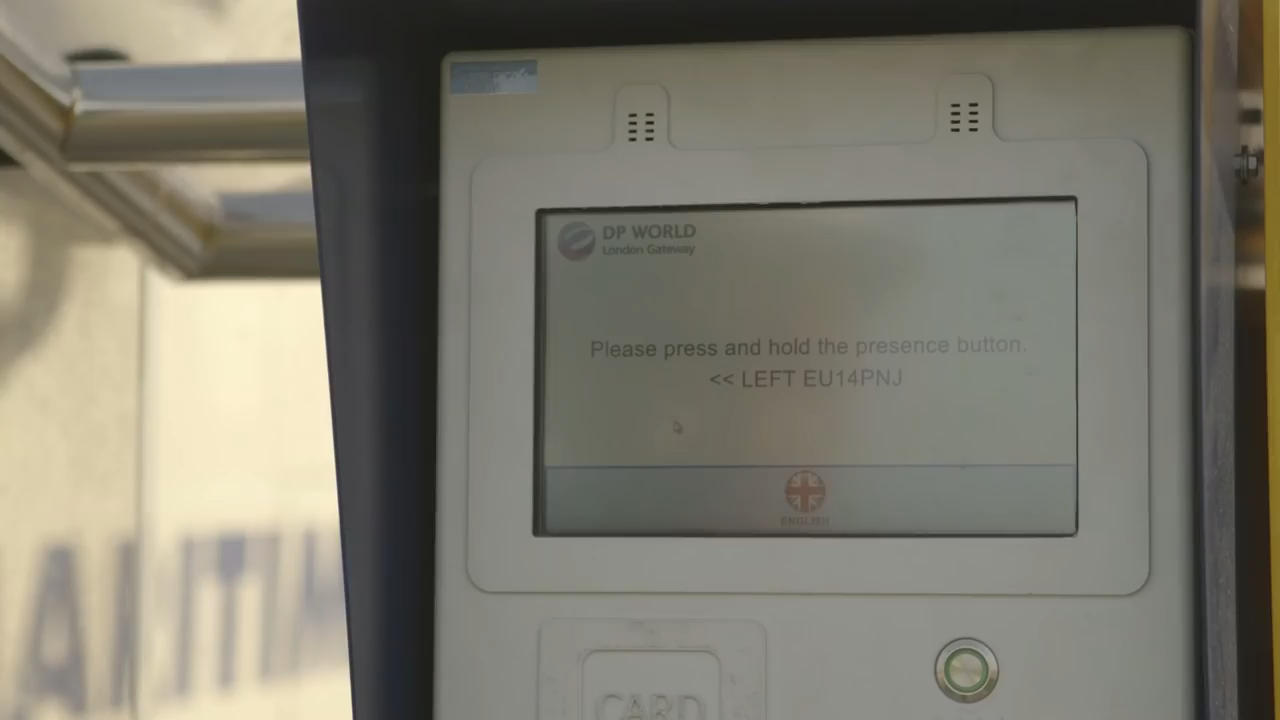 DP WORLD
London Gateway
Please press and hold the presence button.
<< LEFT EU14PNJ
ENGLISH
CARD